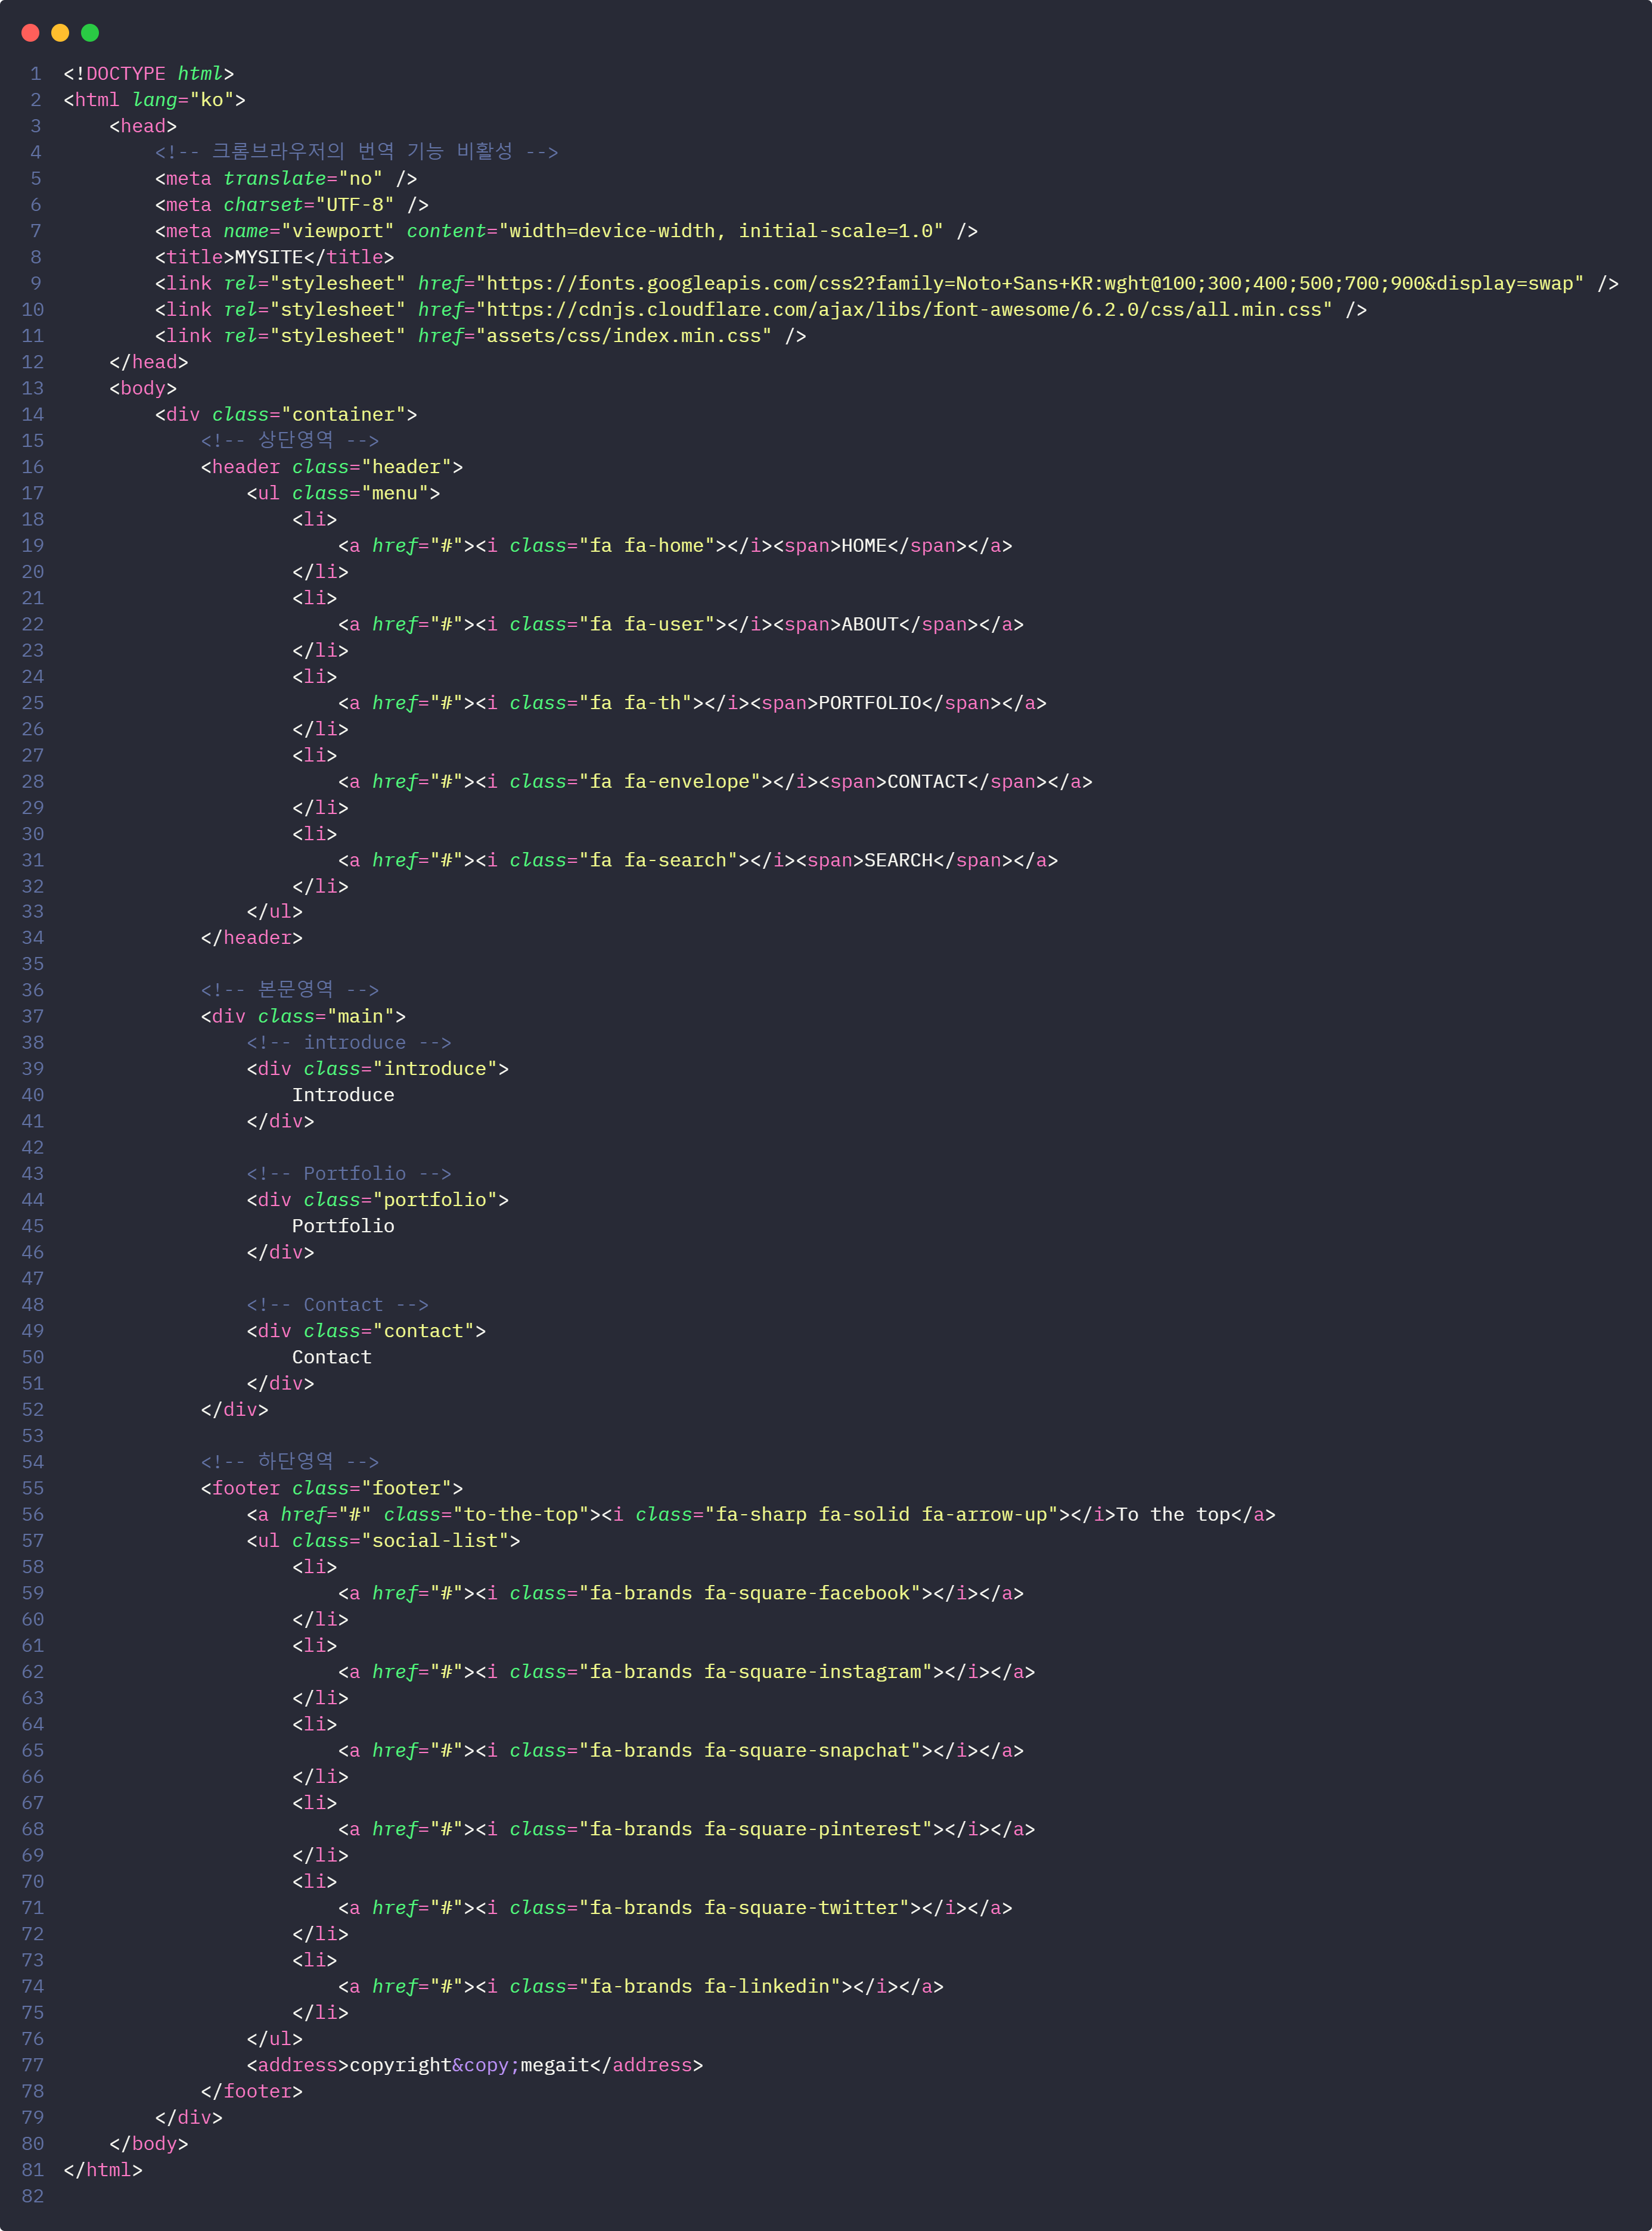 1 <!DOCTYPE html>
2 <html lang="ko">
3     <head>
4         <!-- 크롬브라우저의 번역 기능 비활성 -->
5         <meta translate="no" />
6         <meta charset="UTF-8" />
7         <meta name="viewport" content="width=device-width, initial-scale=1.0" />
8         <title>MYSITE</title>
9         <link rel="stylesheet" href="https://fonts.googleapis.com/css2?family=Noto+Sans+KR:wght@100;300;400;500;700;900&display=swap" />
10         <link rel="stylesheet" href="https://cdnjs.cloudflare.com/ajax/libs/font-awesome/6.2.0/css/all.min.css" />
11         <link rel="stylesheet" href="assets/css/index.min.css" />
12     </head>
13     <body>
14         <div class="container">
15             <!-- 상단영역 -->
16             <header class="header">
17                 <ul class="menu">
18                     <li>
19                         <a href="#"><i class="fa fa-home"></i><span>HOME</span></a>
20                     </li>
21                     <li>
22                         <a href="#"><i class="fa fa-user"></i><span>ABOUT</span></a>
23                     </li>
24                     <li>
25                         <a href="#"><i class="fa fa-th"></i><span>PORTFOLIO</span></a>
26                     </li>
27                     <li>
28                         <a href="#"><i class="fa fa-envelope"></i><span>CONTACT</span></a>
29                     </li>
30                     <li>
31                         <a href="#"><i class="fa fa-search"></i><span>SEARCH</span></a>
32                     </li>
33                 </ul>
34             </header>
35
36             <!-- 본문영역 -->
37             <div class="main">
38                 <!-- introduce -->
39                 <div class="introduce">
40                     Introduce
41                 </div>
42
43                 <!-- Portfolio -->
44                 <div class="portfolio">
45                     Portfolio
46                 </div>
47
48                 <!-- Contact -->
49                 <div class="contact">
50                     Contact
51                 </div>
52             </div>
53
54             <!-- 하단영역 -->
55             <footer class="footer">
56                 <a href="#" class="to-the-top"><i class="fa-sharp fa-solid fa-arrow-up"></i>To the top</a>
57                 <ul class="social-list">
58                     <li>
59                         <a href="#"><i class="fa-brands fa-square-facebook"></i></a>
60                     </li>
61                     <li>
62                         <a href="#"><i class="fa-brands fa-square-instagram"></i></a>
63                     </li>
64                     <li>
65                         <a href="#"><i class="fa-brands fa-square-snapchat"></i></a>
66                     </li>
67                     <li>
68                         <a href="#"><i class="fa-brands fa-square-pinterest"></i></a>
69                     </li>
70                     <li>
71                         <a href="#"><i class="fa-brands fa-square-twitter"></i></a>
72                     </li>
73                     <li>
74                         <a href="#"><i class="fa-brands fa-linkedin"></i></a>
75                     </li>
76                 </ul>
77                 <address>copyright&copy;megait</address>
78             </footer>
79         </div>
80     </body>
81 </html>
82